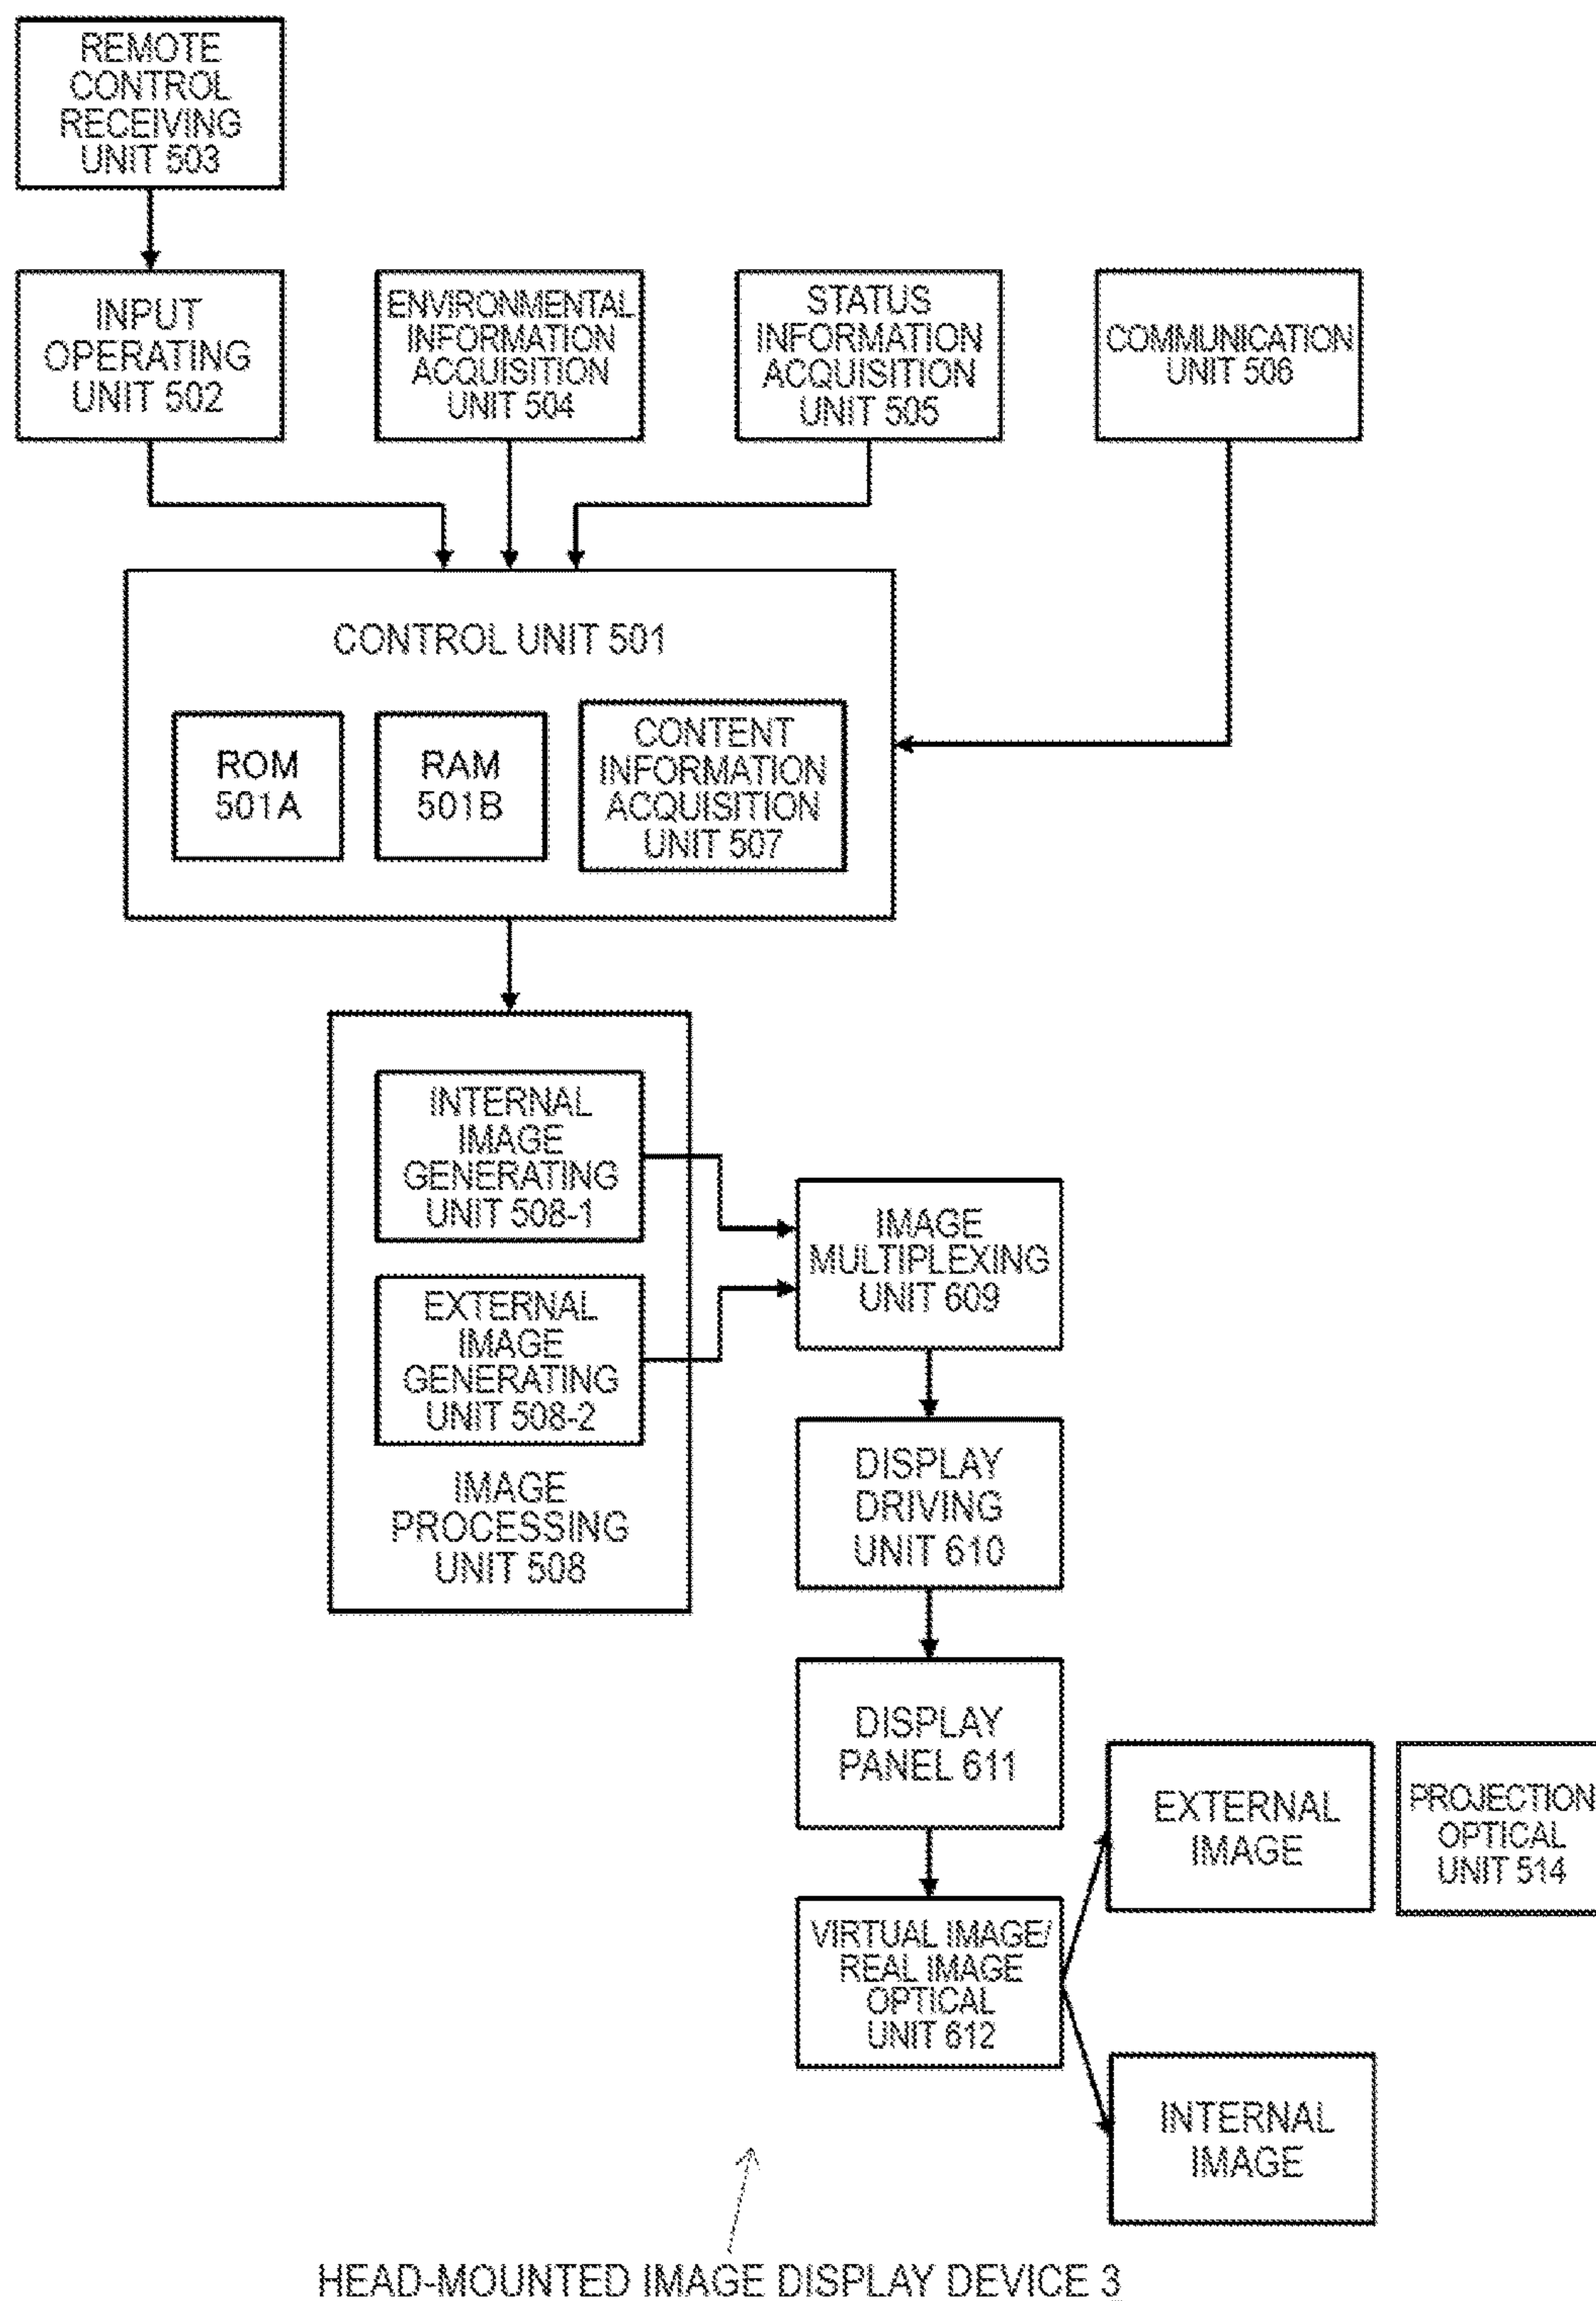 REMOTE
CONTROL
RECEIVING
UNIT 503
INPUT
OPERATING
UNIT 502
ENVIRONMENTAL
INFORMATION
ACQUISITION
UNIT 504
STATUS
INFORMATION
ACQUISITION
UNIT 505
COMMUNICATION
UNIT 506
CONTROL UNIT 501
ROM
501A
RAM
501B
CONTENT
INFORMATION
ACQUISITION
UNIT 507
INTERNAL
IMAGE
GENERATING
UNIT 508-1
EXTERNAL
IMAGE
GENERATING
UNIT 508-2
IMAGE
PROCESSING
UNIT 508
IMAGE
MULTIPLEXING
UNIT 609
DISPLAY
DRIVING
UNIT 610
DISPLAY
PANEL 611
VIRTUAL IMAGE/
REAL IMAGE
OPTICAL
UNIT 612
EXTERNAL
IMAGE
PROJECTION
OPTICAL
UNIT 514
INTERNAL
IMAGE
HEAD-MOUNTED IMAGE DISPLAY DEVICE 3